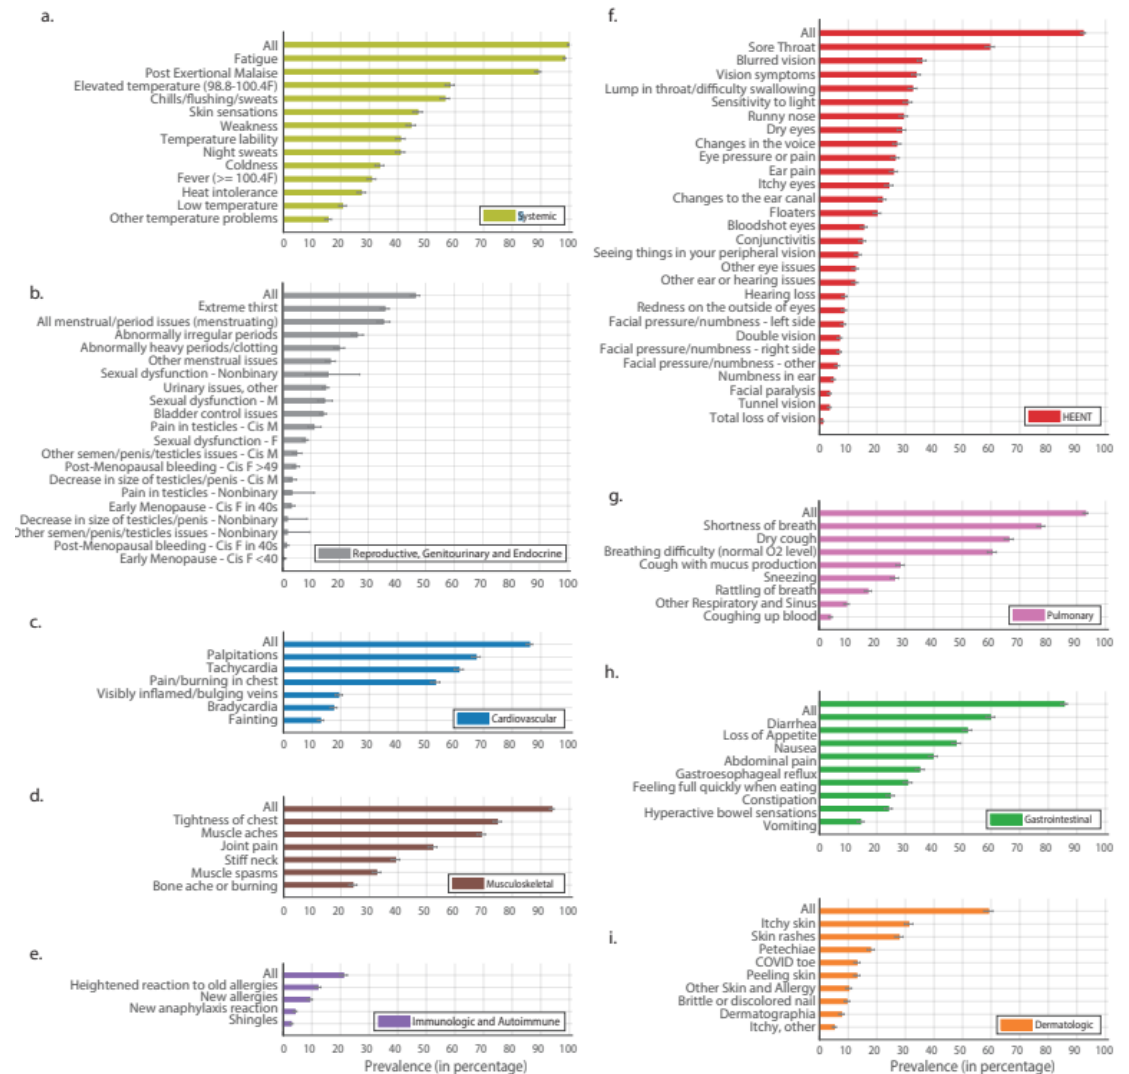 a.
All
Fatigue
Post Exertional Malaise
Elevated temperature (98.8-100.4F)
Chills/flushing/sweats
Skin sensations
Weakness
Temperature lability
Night sweats
Coldness
Fever (>= 100.4F)
Heat intolerance
Low temperature
Other temperature problems
Systemic
0 10 20 30 40 50 60 70 80 90 100
b.
All
Extreme thirst
All menstrual/period issues (menstruating)
Abnormally irregular periods
Abnormally heavy periods/clotting
Other menstrual issues
Sexual dysfunction - Nonbinary
Urinary issues, other
Sexual dysfunction - M
Bladder control issues
Pain in testicles - Cis M
Sexual dysfunction - F
Other semen/penis/testicles issues - Cis M
Post-Menopausal bleeding - Cis F >49
Decrease in size of testicles/penis - Cis M
Pain in testicles - Nonbinary
Early Menopause - Cis F in 40s
Decrease in size of testicles/penis - Nonbinary
Other semen/penis/testicles issues - Nonbinary
Post-Menopausal bleeding - Cis F in 40s
Early Menopause - Cis F <40
Reproductive, Genitourinary and Endocrine
c.
All
Palpitations
Tachycardia
Pain/burning in chest
Visibly inflamed/bulging veins
Bradycardia
Fainting
Cardiovascular
0 10 20 30 40 50 60 70 80 90 100
d.
All
Tightness of chest
Muscle aches
Joint pain
Stiff neck
Muscle spasms
Bone ache or burning
Musculoskeletal
0 10 20 30 40 50 60 70 80 90 100
e.
All
Heightened reaction to old allergies
New allergies
New anaphylaxis reaction
Shingles
Immunologic and Autoimmune
0 10 20 30 40 50 60 70 80 90 100
Prevalence (in percentage)
f.
All
Sore Throat
Blurred vision
Vision symptoms
Lump in throat/difficulty swallowing
Sensitivity to light
Runny nose
Dry eyes
Changes in the voice
Eye pressure or pain
Ear pain
Itchy eyes
Changes to the ear canal
Floaters
Bloodshot eyes
Conjunctivitis
Seeing things in your peripheral vision
Other eye issues
Other ear or hearing issues
Hearing loss
Redness on the outside of eyes
Facial pressure/numbness - left side
Double vision
Facial pressure/numbness - right side
Facial pressure/numbness - other
Numbness in ear
Facial paralysis
Tunnel vision
Total loss of vision
HEENT
0 10 20 30 40 50 60 70 80 90 100
g.
All
Shortness of breath
Dry cough
Breathing difficulty (normal O2 level)
Cough with mucus production
Sneezing
Rattling of breath
Other Respiratory and Sinus
Coughing up blood
Pulmonary
0 10 20 30 40 50 60 70 80 90 100
h.
All
Diarrhea
Loss of Appetite
Nausea
Abdominal pain
Gastroesophageal reflux
Feeling full quickly when eating
Constipation
Hyperactive bowel sensations
Vomiting
Gastrointestinal
0 10 20 30 40 50 60 70 80 90 100
i.
All
Itchy skin
Skin rashes
Petechiae
COVID toe
Peeling skin
Other Skin and Allergy
Brittle or discolored nail
Dermatographia
Itchy, other
Dermatologic
0 10 20 30 40 50 60 70 80 90 100
Prevalence (in percentage)